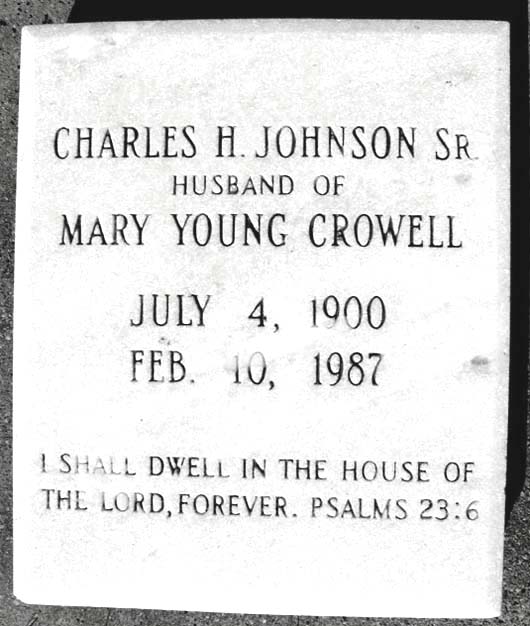 CHARLES H. JOHNSON SR.
HUSBAND OF
MARY YOUNG CROWELL
JULY 4, 1900
FEB. 10, 1987
I SHALL DWELL IN THE HOUSE OF
THE LORD, FOREVER. PSALMS 23:6